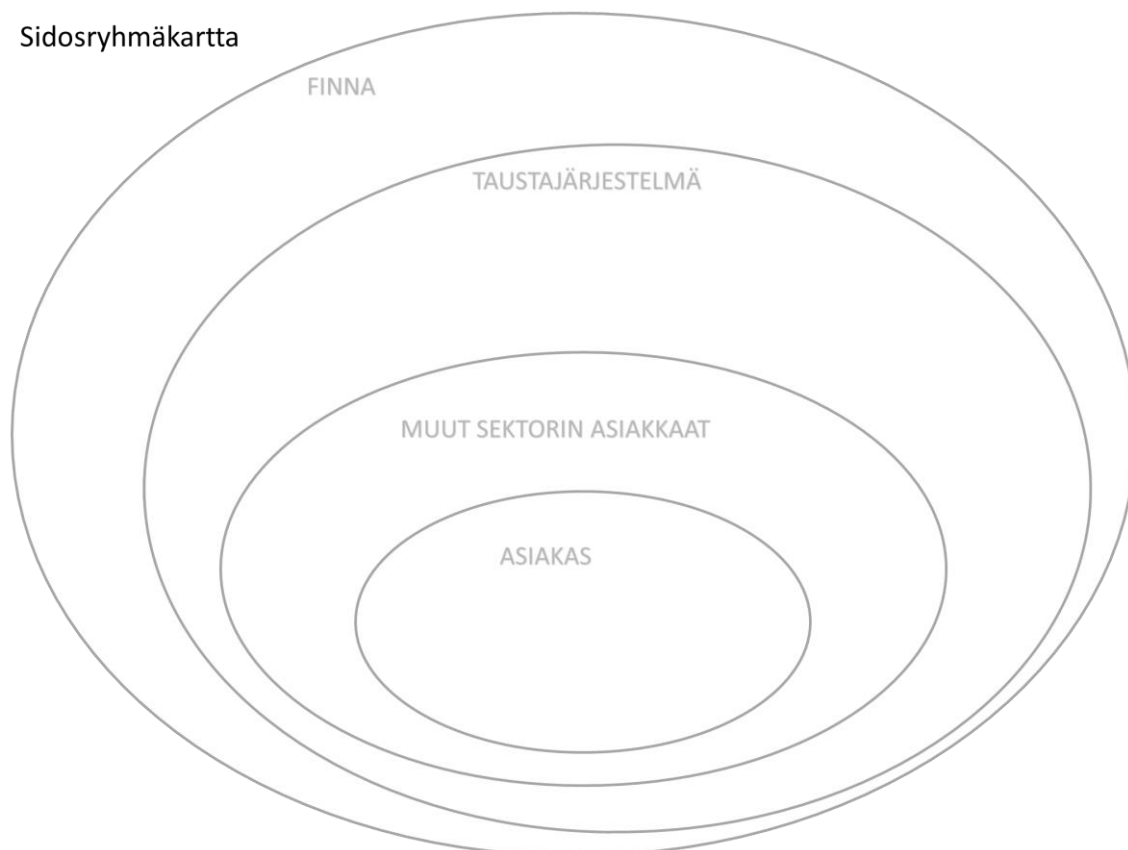 Sidosryhmäkartta
FINNA
TAUSTAJÄRJESTELMÄ
MUUT SEKTORIN ASIAKKAAT
ASIAKAS